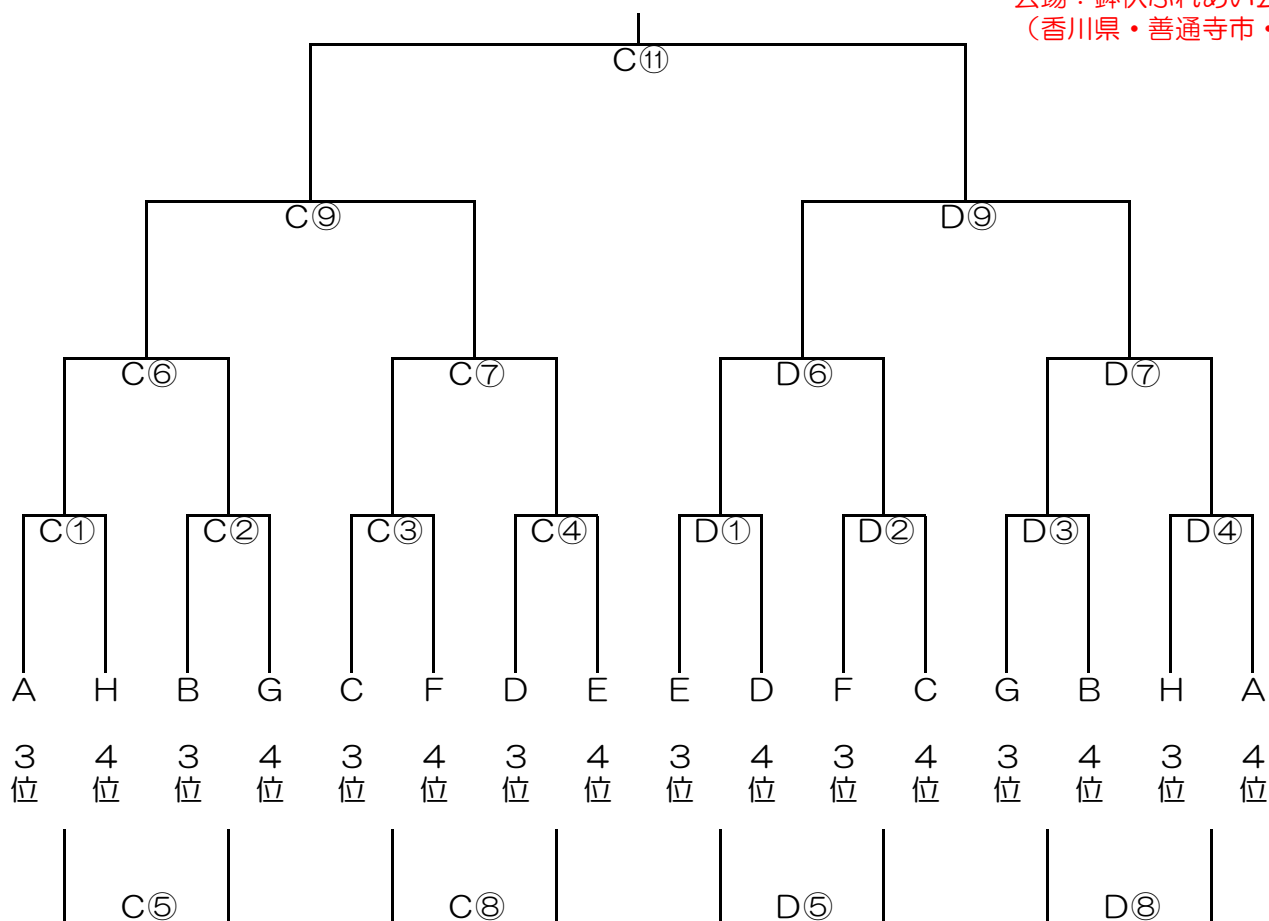 （香川県・善通寺市・
C⑪
C⑨ D⑨
C⑥ C⑦ D⑥ D⑦
C① C② C③ C④ D① D② D③ D④
A H B G C F D E E D F C G B H A
3 4 3 4 3 4 3 4 3 4 3 4 3 4 3 4
位 位 位 位 位 位 位 位 位 位 位 位 位 位 位 位
C⑤ C⑧ D⑤ D⑧